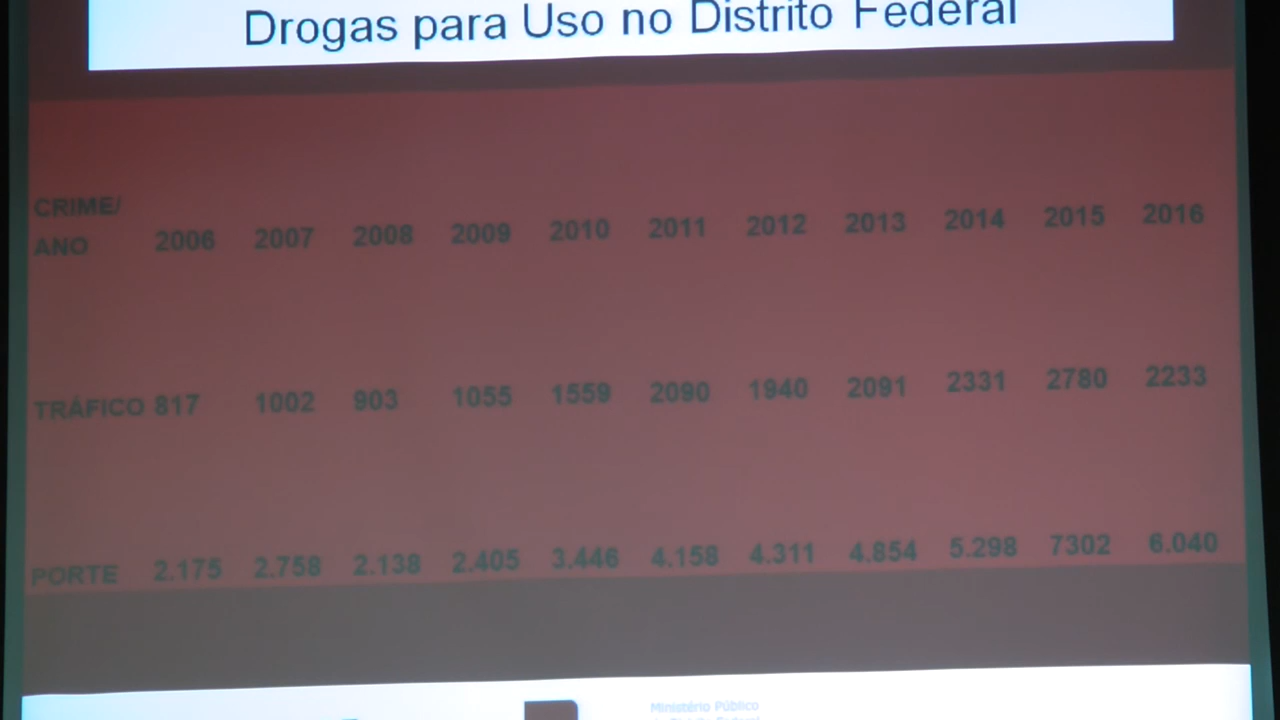 Drogas para Uso no Distrito Federal
CRIME/
ANO 2006 2007 2008 2009 2010 2011 2012 2013 2014 2015 2016
TRÁFICO 817 1002 903 1055 1559 2090 1940 2091 2331 2780 2233
PORTE 2.175 2.758 2.138 2.405 3.446 4.158 4.311 4.854 5.298 7302 6.040
Ministério Público